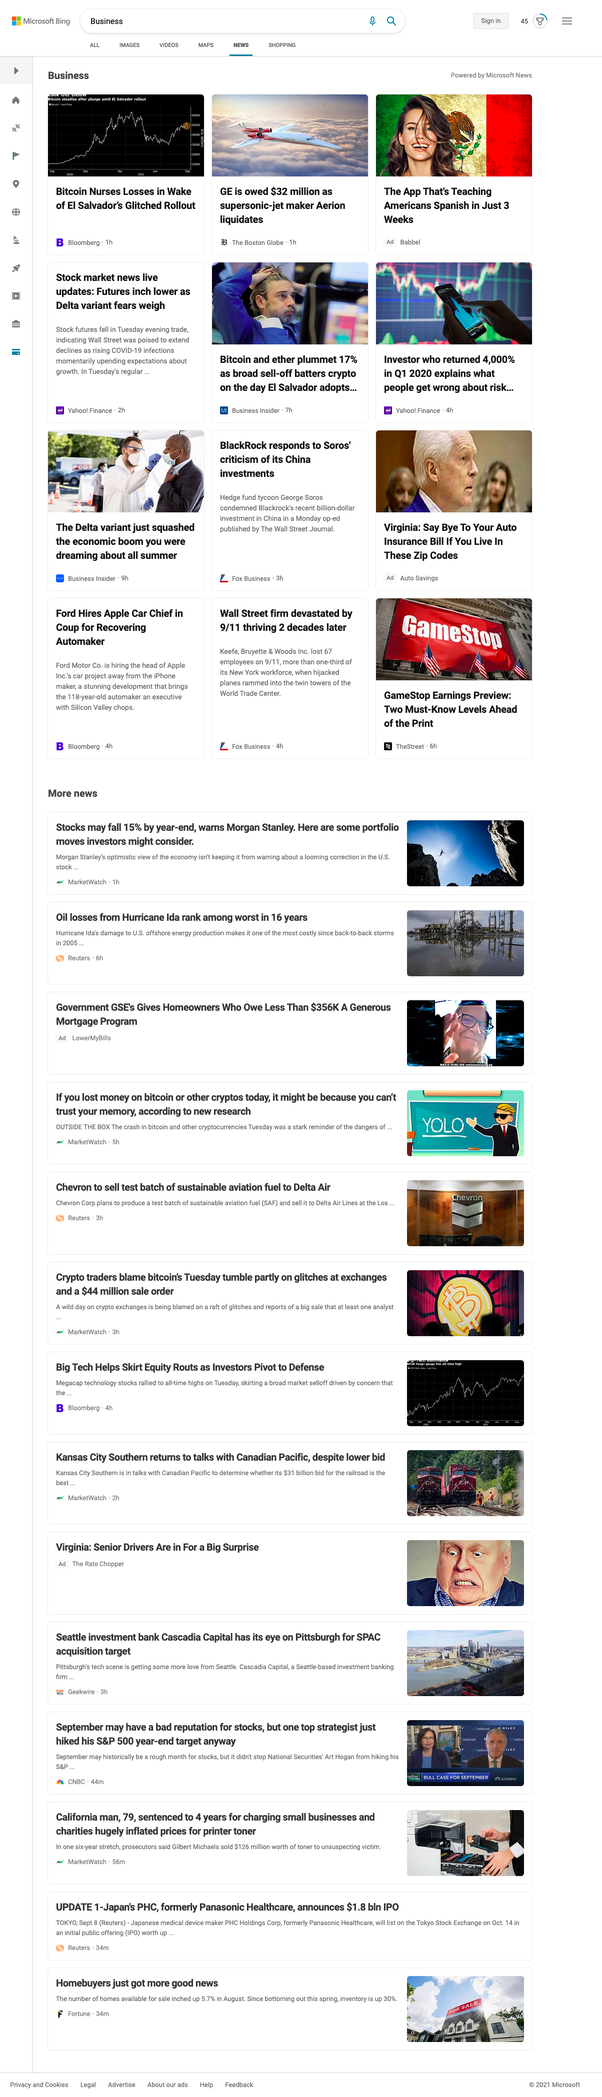 Microsoft Bing
Business
Sign in
45
ALL
IMAGES
VIDEOS
MAPS
NEWS
SHOPPING
Business
Powered by Microsoft News
Bitcoin Nurses Losses in Wake
of El Salvador's Glitched Rollout
Bloomberg · 1h
GE is owed $32 million as
supersonic-jet maker Aerion
liquidates
The Boston Globe · 1h
The App That's Teaching
Americans Spanish in Just 3
Weeks
Ad Babbel
Stock market news live
updates: Futures inch lower as
Delta variant fears weigh
Stock futures fell in Tuesday evening trade,
indicating Wall Street was poised to extend
declines as rising COVID-19 infections
momentarily upending expectations about
growth. In Tuesday's regular ...
Yahoo! Finance · 2h
Bitcoin and ether plummet 17%
as broad sell-off batters crypto
on the day El Salvador adopts...
Business Insider · 7h
Investor who returned 4,000%
in Q1 2020 explains what
people get wrong about risk...
Yahoo! Finance · 4h
The Delta variant just squashed
the economic boom you were
dreaming about all summer
Business Insider · 9h
BlackRock responds to Soros'
criticism of its China
investments
Hedge fund tycoon George Soros
condemned Blackrock's recent billion-dollar
investment in China in a Monday op-ed
published by The Wall Street Journal.
Fox Business · 3h
Virginia: Say Bye To Your Auto
Insurance Bill If You Live In
These Zip Codes
Ad Auto Savings
Ford Hires Apple Car Chief in
Coup for Recovering
Automaker
Ford Motor Co. is hiring the head of Apple
Inc.'s car project away from the iPhone
maker, a stunning development that brings
the 118-year-old automaker an executive
with Silicon Valley chops.
Bloomberg · 4h
Wall Street firm devastated by
9/11 thriving 2 decades later
Keefe, Bruyette & Woods Inc. lost 67
employees on 9/11, more than one-third of
its New York workforce, when hijacked
planes rammed into the twin towers of the
World Trade Center.
Fox Business · 4h
GameStop
GameStop Earnings Preview:
Two Must-Know Levels Ahead
of the Print
TheStreet · 6h
More news
Stocks may fall 15% by year-end, warns Morgan Stanley. Here are some portfolio
moves investors might consider.
Morgan Stanley's optimistic view of the economy isn't keeping it from warning about a looming correction in the U.S.
stock ...
MarketWatch · 1h
Oil losses from Hurricane Ida rank among worst in 16 years
Hurricane Ida's damage to U.S. offshore energy production makes it one of the most costly since back-to-back storms
in 2005 ...
Reuters · 6h
Government GSE's Gives Homeowners Who Owe Less Than $356K A Generous
Mortgage Program
Ad LowerMyBills
If you lost money on bitcoin or other cryptos today, it might be because you can't
trust your memory, according to new research
OUTSIDE THE BOX The crash in bitcoin and other cryptocurrencies Tuesday was a stark reminder of the dangers of ...
MarketWatch · 5h
YOLO
Chevron to sell test batch of sustainable aviation fuel to Delta Air
Chevron Corp plans to produce a test batch of sustainable aviation fuel (SAF) and sell it to Delta Air Lines at the Los ...
Reuters · 3h
Chevron
Crypto traders blame bitcoin's Tuesday tumble partly on glitches at exchanges
and a $44 million sale order
A wild day on crypto exchanges is being blamed on a raft of glitches and reports of a big sale that at least one analyst
...
MarketWatch · 3h
Big Tech Helps Skirt Equity Routs as Investors Pivot to Defense
Megacap technology stocks rallied to all-time highs on Tuesday, skirting a broad market selloff driven by concern that
the ...
Bloomberg · 4h
Kansas City Southern returns to talks with Canadian Pacific, despite lower bid
Kansas City Southern is in talks with Canadian Pacific to determine whether its $31 billion bid for the railroad is the
best ...
MarketWatch · 2h
Virginia: Senior Drivers Are in For a Big Surprise
Ad The Rate Chopper
Seattle investment bank Cascadia Capital has its eye on Pittsburgh for SPAC
acquisition target
Pittsburgh's tech scene is getting some more love from Seattle. Cascadia Capital, a Seattle-based investment banking
firm ...
Geekwire · 3h
September may have a bad reputation for stocks, but one top strategist just
hiked his S&P 500 year-end target anyway
September may historically be a rough month for stocks, but it didn't stop National Securities' Art Hogan from hiking his
S&P ...
CNBC · 44m
BULL CASE FOR SEPTEMBER
CNBC
California man, 79, sentenced to 4 years for charging small businesses and
charities hugely inflated prices for printer toner
In one six-year stretch, prosecutors said Gilbert Michaels sold $126 million worth of toner to unsuspecting victim.
MarketWatch · 56m
UPDATE 1-Japan's PHC, formerly Panasonic Healthcare, announces $1.8 bln IPO
TOKYO, Sept 8 (Reuters) - Japanese medical device maker PHC Holdings Corp, formerly Panasonic Healthcare, will list on the Tokyo Stock Exchange on Oct. 14 in
an initial public offering (IPO) worth up ...
Reuters · 34m
Homebuyers just got more good news
The number of homes available for sale inched up 5.7% in August. Since bottoming out this spring, inventory is up 30%.
Fortune · 34m
FOR SALE
Privacy and Cookies
Legal
Advertise
About our ads
Help
Feedback
© 2021 Microsoft